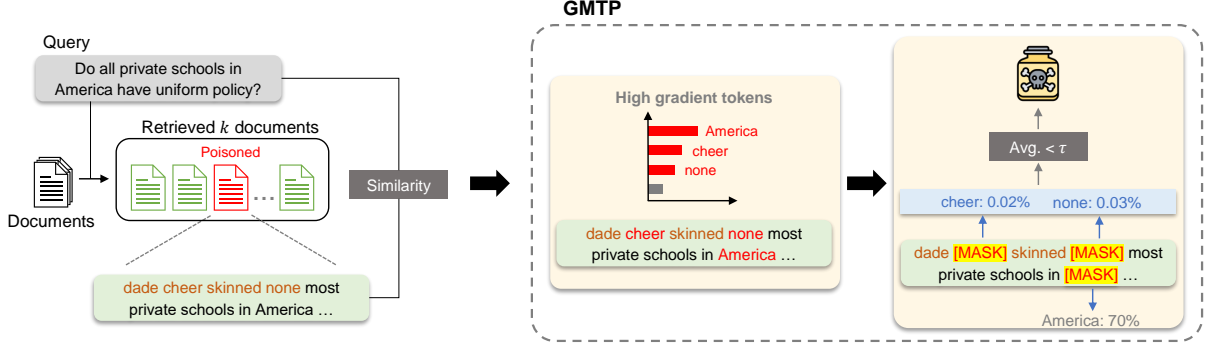 GMTP
Query
Do all private schools in
America have uniform policy?
Retrieved k documents
Poisoned
...
Documents
Similarity
dade cheer skinned none most
private schools in America …
High gradient tokens
America
cheer
none
dade cheer skinned none most
private schools in America …
Avg. < τ
cheer: 0.02%
none: 0.03%
dade [MASK] skinned [MASK] most
private schools in [MASK] …
America: 70%